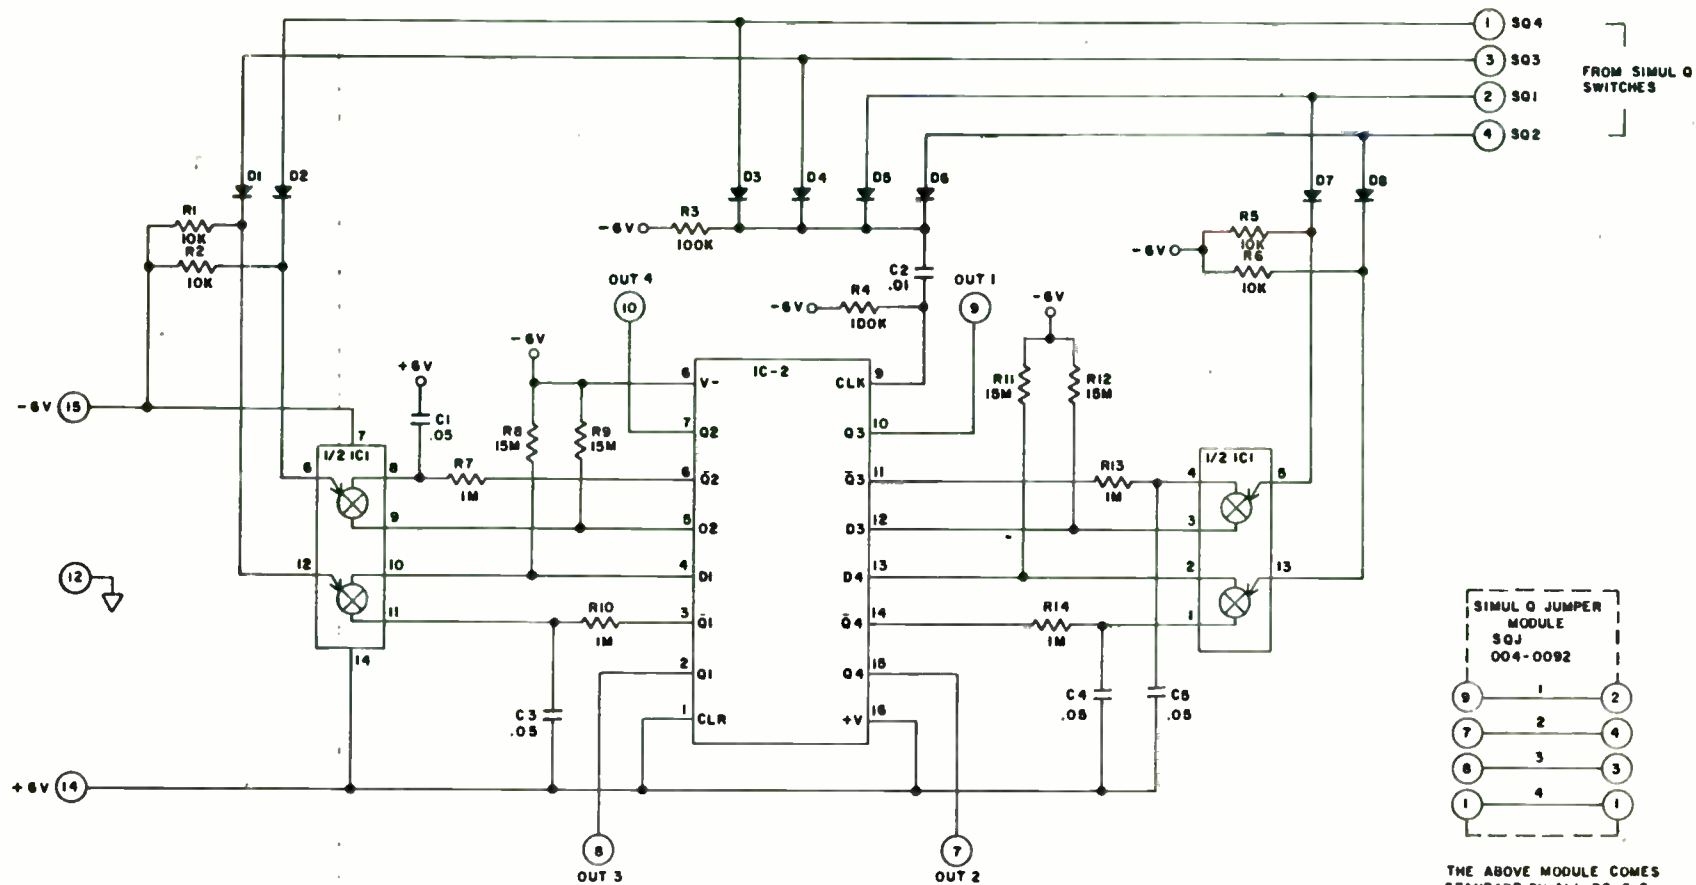 1 SQ4
3 SQ3
2 SQ1
4 SQ2
FROM SIMUL Q
SWITCHES
D1 D2 D3 D4 D5 D6 D7 D8
R1
10K
R2
10K
-6V R3
100K
R5
10K
-6V
R6
10K
C2
.01
OUT 4
10
-6V R4
100K
OUT 1
9
-6V
-6V
+6V
IC-2
6 V-
CLK 9
R11
15M
R12
15M
-6V 15
C1
.05
7
R8
15M
R9
15M
7 Q2
Q3 10
1/2 IC1
6 8
R7
1M
6 Q̄2
Q̄3 11
R13
1M
1/2 IC1
4 5
9
5 D2
D3 12
3
12 10
4 D1
D4 13
2 13
12
11
R10
1M
3 Q̄1
Q̄4 14
R14
1M
1
14
2 Q1
Q4 15
C3
.05
1 CLR
+V 16
C4
.05
C5
.05
+6V 14
8
OUT 3
7
OUT 2
SIMUL Q JUMPER
MODULE
SQJ
004-0092
9 1 2
7 2 4
8 3 3
1 4 1
THE ABOVE MODULE COMES